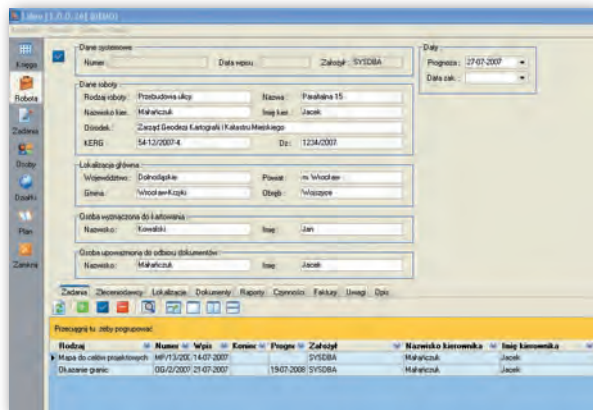 [1.0.0.24] (DEMO)
Księga
Robota
Zadania
Osoby
Działki
Plan
Zamknij
Dane systemowe
Numer :
Data wpisu :
Założył : SYSDBA
Daty
Prognoza : 27-07-2007
Data zak. :
Dane roboty
Rodzaj roboty : Przebudowa ulicy
Nazwa : Parafialna 15
Nazwisko kier. : Małrańczuk
Imię kier. : Jacek
Ośrodek : Zarząd Geodezji Kartografii i Katastru Miejskiego
KERG : 54-12/2007-4
Dz : 1234/2007
Lokalizacja główna :
Województwo : Dolnośląskie
Powiat : m. Wrocław
Gmina : Wrocław-Krzyki
Obręb : Wojszyce
Osoba wyznaczona do kartowania
Nazwisko : Kowalski
Imię : Jan
Osoba upoważniona do odbioru dokumentów
Nazwisko :
Imię : Jacek
Zadania Zleceniodawcy Lokalizacja Dokumenty Raporty Czynności Faktury Uwagi Opis
Przeciągnij tu, żeby pogrupować
Rodzaj Numer Wpis Koniec Progno Założył Nazwisko kierownika Imię kierownika
Mapa do celów projektowych MP/13/200 14-07-2007 SYSDBA Jacek
Okazanie granic OG/2/2007 21-07-2007 19-07-2008 SYSDBA Jacek